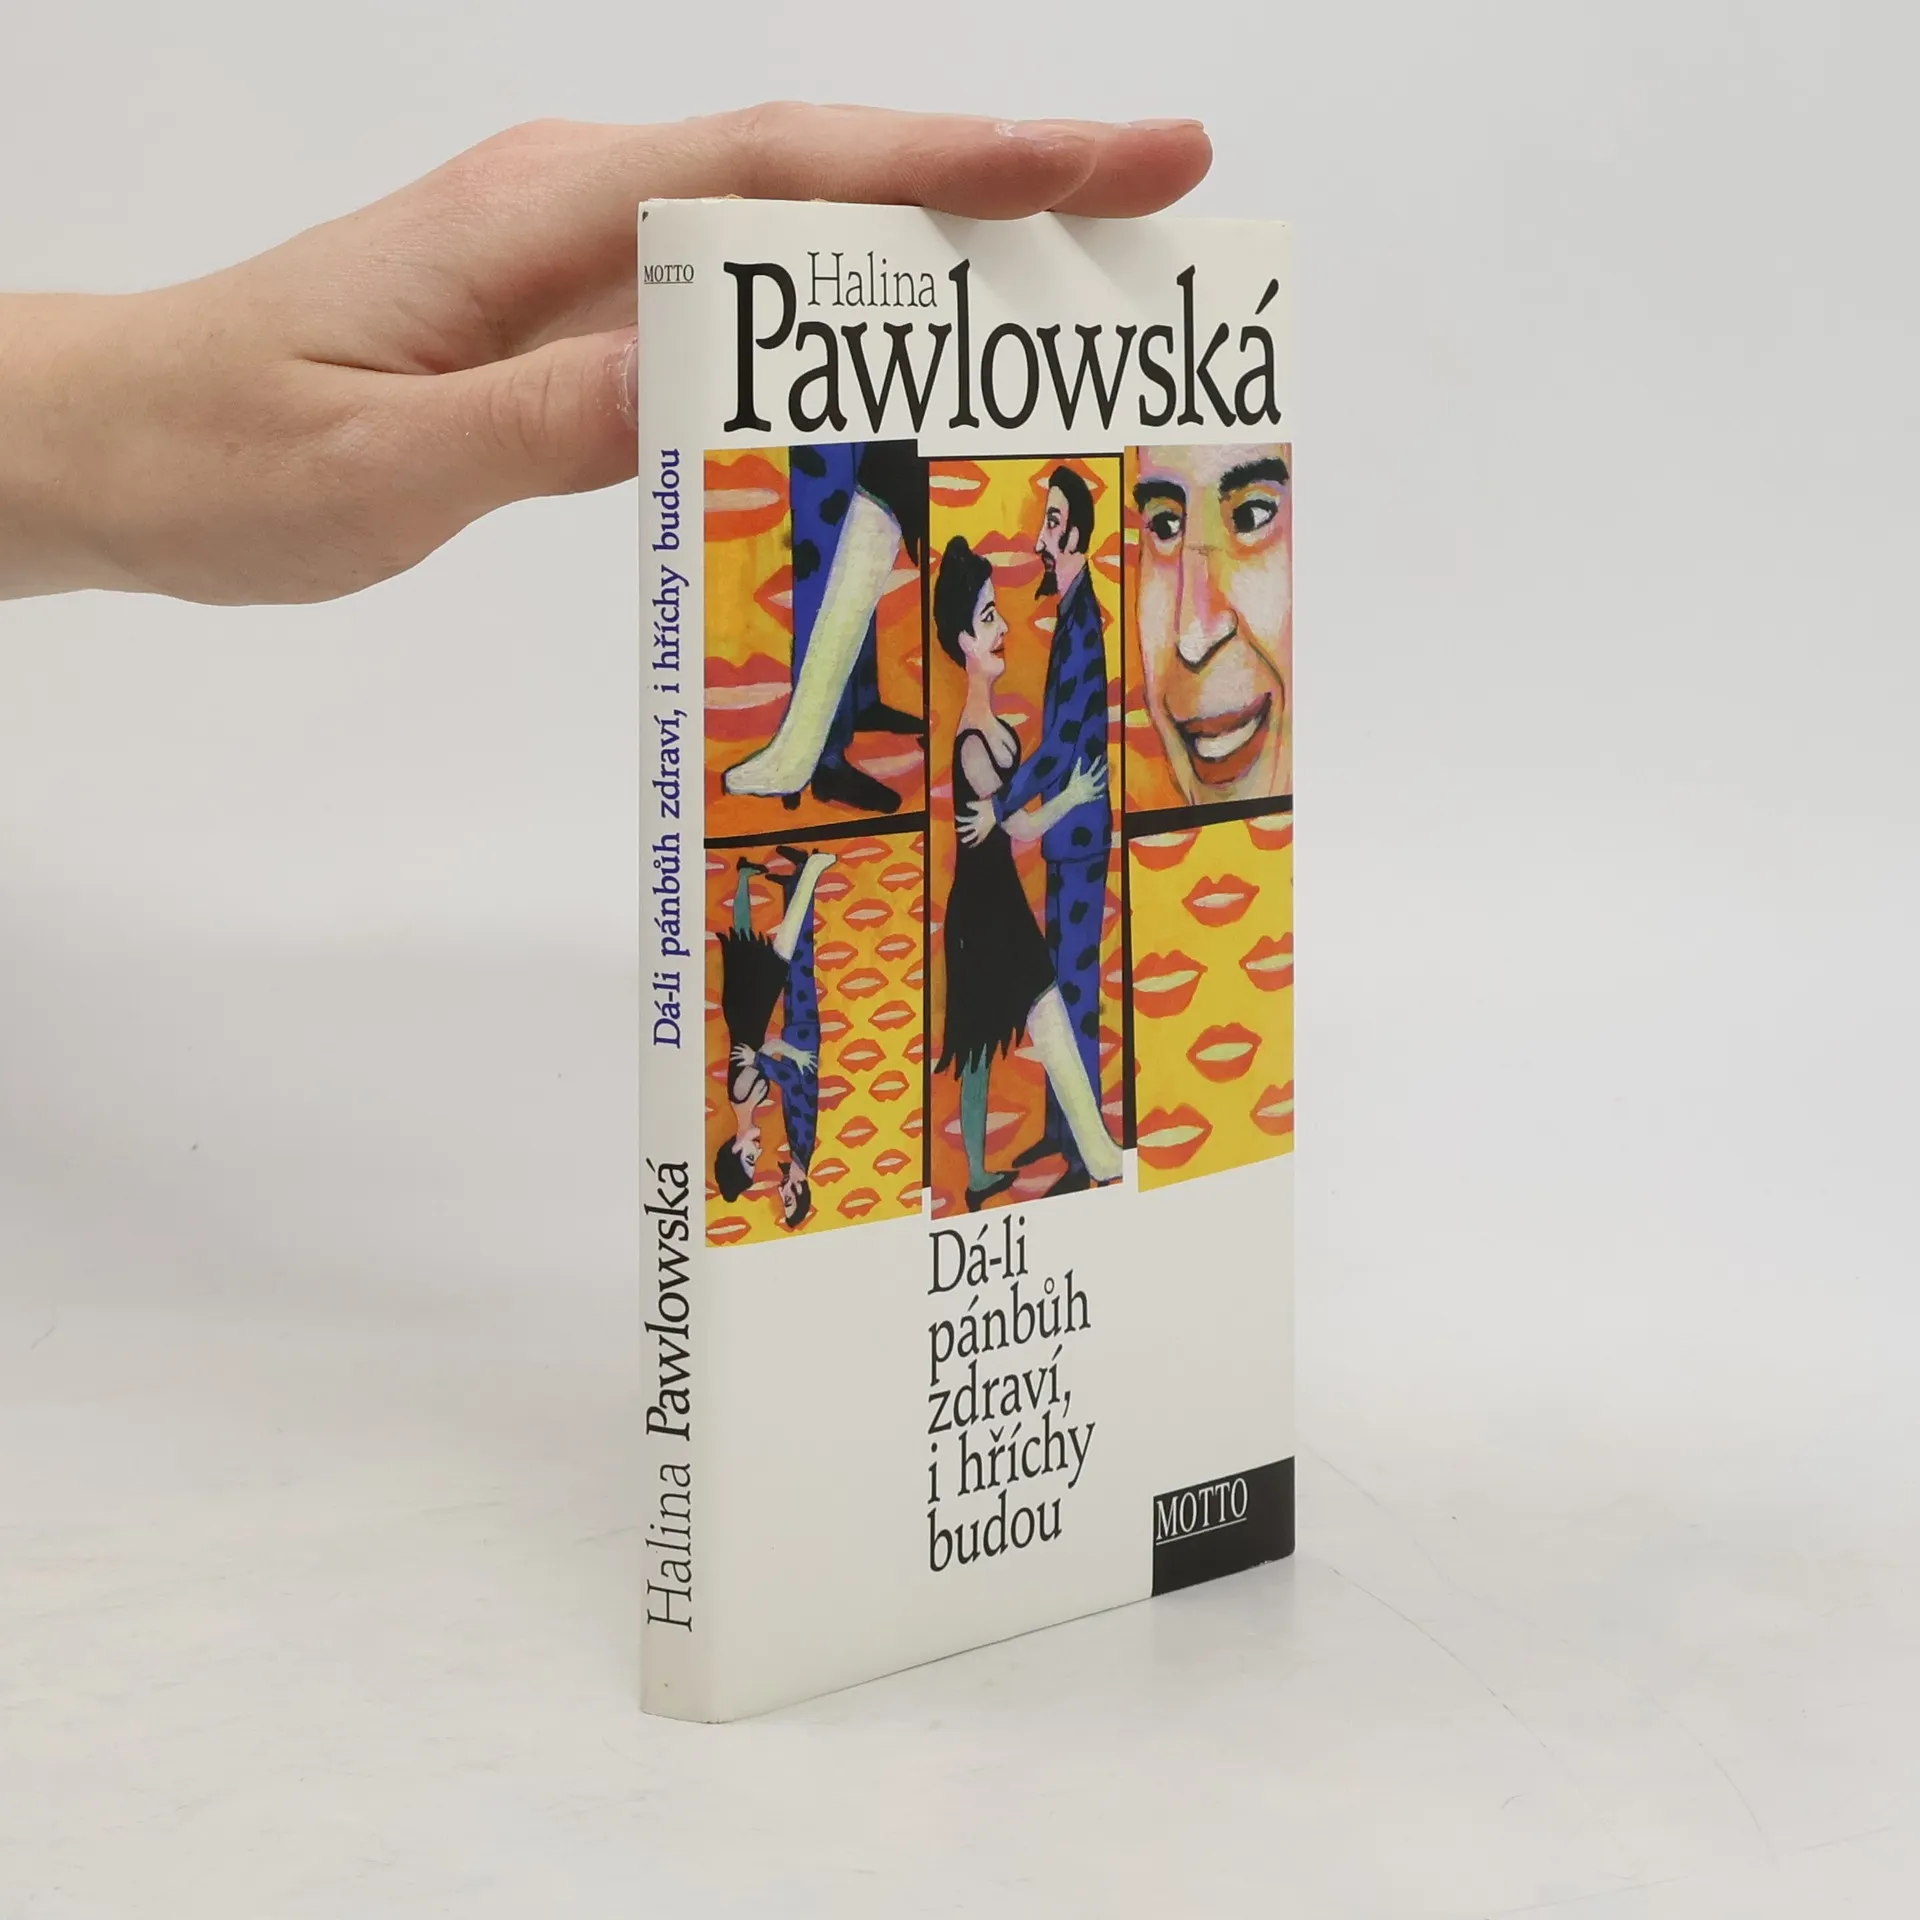 MOTTO
Dá-li pánbůh zdraví, i hříchy budou
Halina Pawlowská
Halina
Pawlowská
Dá-li
pánbůh
zdraví,
i hříchy
budou
MOTTO